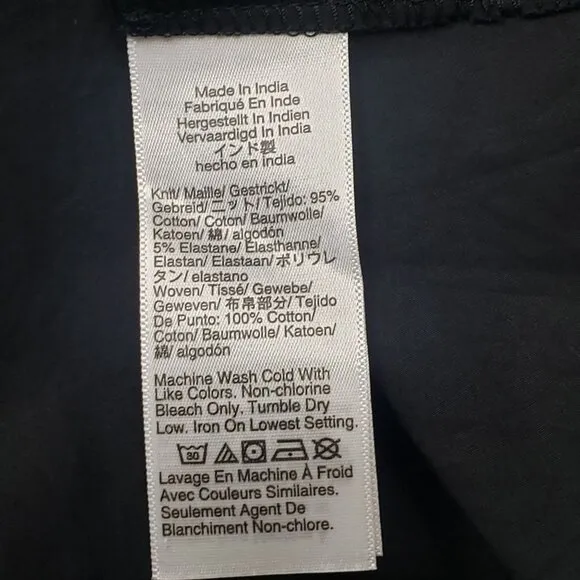 Made In India
Fabriqué En Inde
Hergestellt In Indien
Vervaardigd In India
インド製
hecho en india
Knit/ Maille/ Gestrickt/
Gebreid/ニット/ Tejido: 95%
Cotton/ Coton/ Baumwolle/
Katoen/ 綿/ algodón
5% Elastane/ Elasthanne/
Elastan/ Elastaan/ポリウレ
タン/ elastano
Woven/ Tissé/ Gewebe/
Geweven/ 布帛部分/ Tejido
De Punto: 100% Cotton/
Coton/ Baumwolle/ Katoen/
綿/ algodón
Machine Wash Cold With
Like Colors. Non-chlorine
Bleach Only. Tumble Dry
Low. Iron On Lowest Setting.
30
Lavage En Machine À Froid
Avec Couleurs Similaires.
Seulement Agent De
Blanchiment Non-chlore.